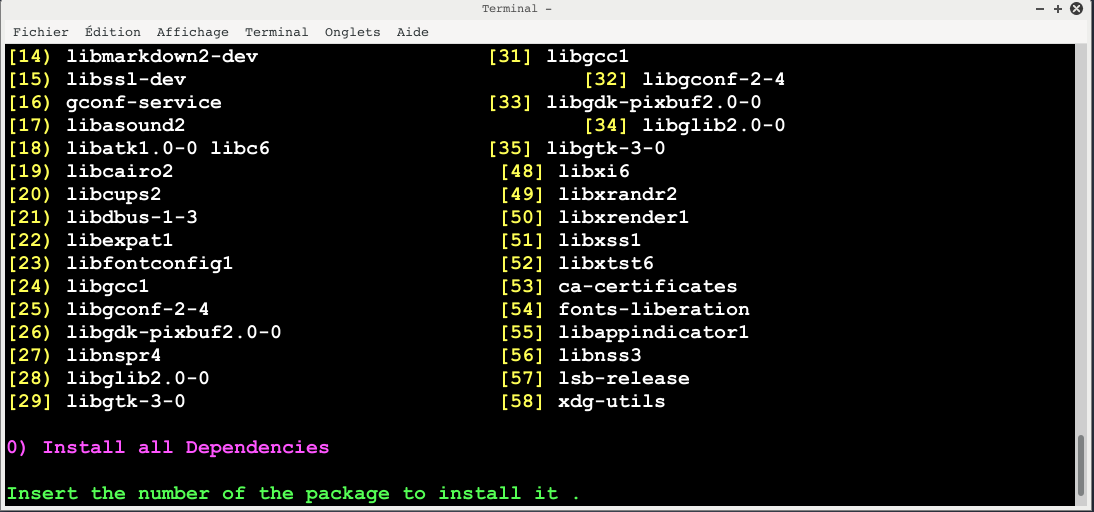 Terminal -
Fichier Édition Affichage Terminal Onglets Aide
[14) libmarkdown2-dev [31] libgcc1
[15) libssl-dev [32] libgconf-2-4
[16) gconf-service [33] libgdk-pixbuf2.0-0
[17) libasound2 [34] libglib2.0-0
[18) libatk1.0-0 libc6 [35] libgtk-3-0
[19) libcairo2 [48] libxi6
[20) libcups2 [49] libxrandr2
[21) libdbus-1-3 [50] libxrender1
[22) libexpat1 [51] libxss1
[23) libfontconfig1 [52] libxtst6
[24) libgcc1 [53] ca-certificates
[25) libgconf-2-4 [54] fonts-liberation
[26) libgdk-pixbuf2.0-0 [55] libappindicator1
[27) libnspr4 [56] libnss3
[28) libglib2.0-0 [57] lsb-release
[29] libgtk-3-0 [58] xdg-utils
0) Install all Dependencies
Insert the number of the package to install it .